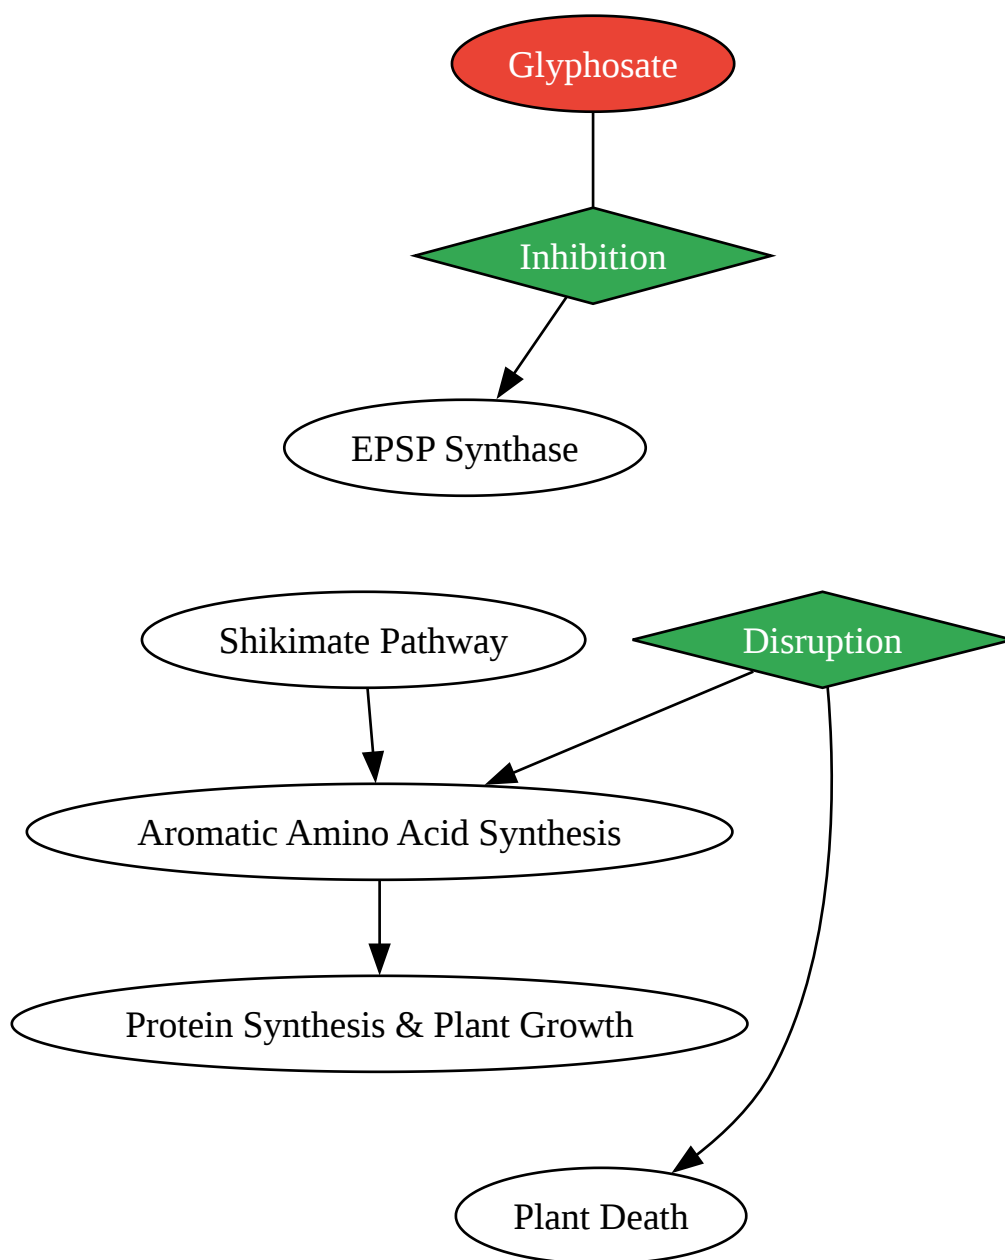 Glyphosate
Inhibition
EPSP Synthase
Shikimate Pathway
Disruption
Aromatic Amino Acid Synthesis
Protein Synthesis & Plant Growth
Plant Death